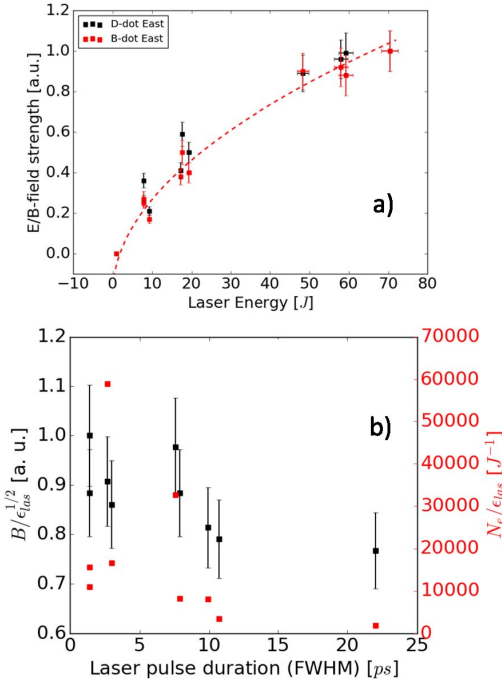 D-dot East
B-dot East
a)
E/B-field strength [a.u.]
1.2
1.0
0.8
0.6
0.4
0.2
0.0
−10 0 10 20 30 40 50 60 70 80
Laser Energy [J]
b)
B/ϵ_las^1/2 [a. u.]
1.2
1.1
1.0
0.9
0.8
0.7
0.6
70000
60000
50000
40000
30000
20000
10000
0
N_e/ϵ_las [J^−1]
0 5 10 15 20 25
Laser pulse duration (FWHM) [ps]